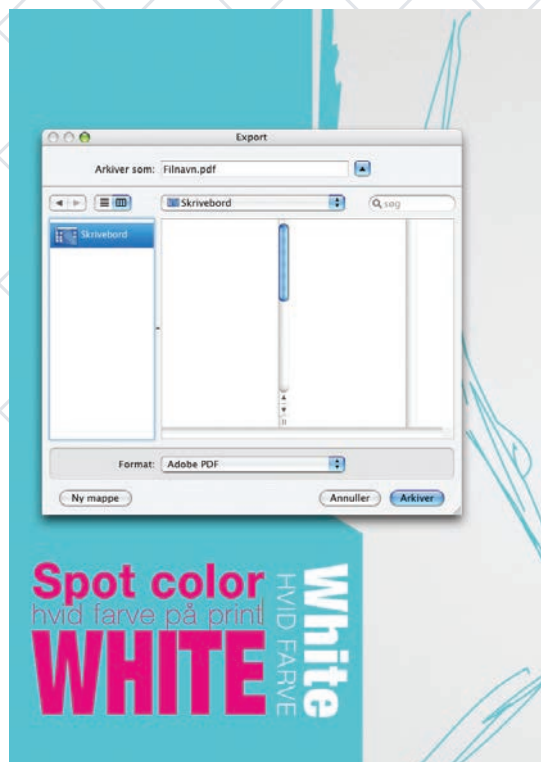 Export
Arkiver som: Filnavn.pdf
Skrivebord
søg
Skrivebord
Format: Adobe PDF
Ny mappe
Annuller
Arkiver
Spot color
hvid farve på print
WHITE
White
HVID FARVE